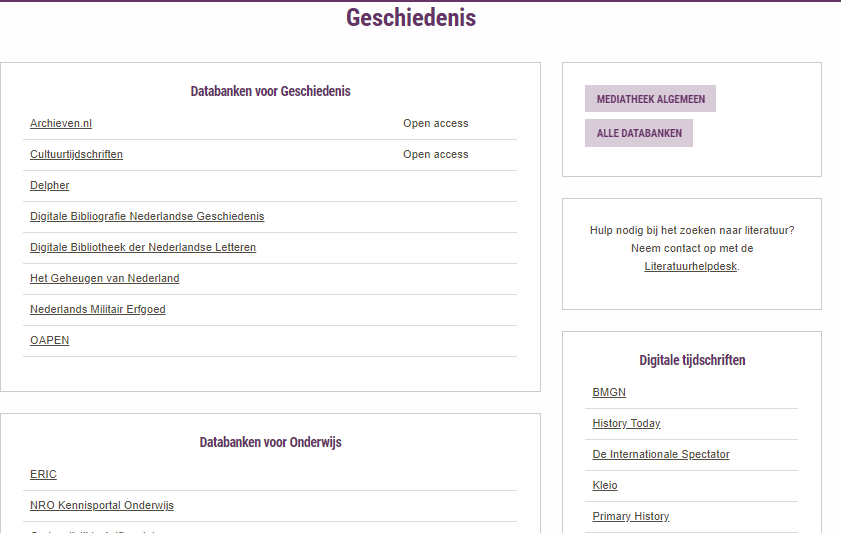 Geschiedenis
Databanken voor Geschiedenis
Archieven.nl Open access
Cultuurtijdschriften Open access
Delpher
Digitale Bibliografie Nederlandse Geschiedenis
Digitale Bibliotheek der Nederlandse Letteren
Het Geheugen van Nederland
Nederlands Militair Erfgoed
OAPEN
Databanken voor Onderwijs
ERIC
NRO Kennisportal Onderwijs
MEDIATHEEK ALGEMEEN
ALLE DATABANKEN
Hulp nodig bij het zoeken naar literatuur?
Neem contact op met de
Literatuurhelpdesk.
Digitale tijdschriften
BMGN
History Today
De Internationale Spectator
Kleio
Primary History